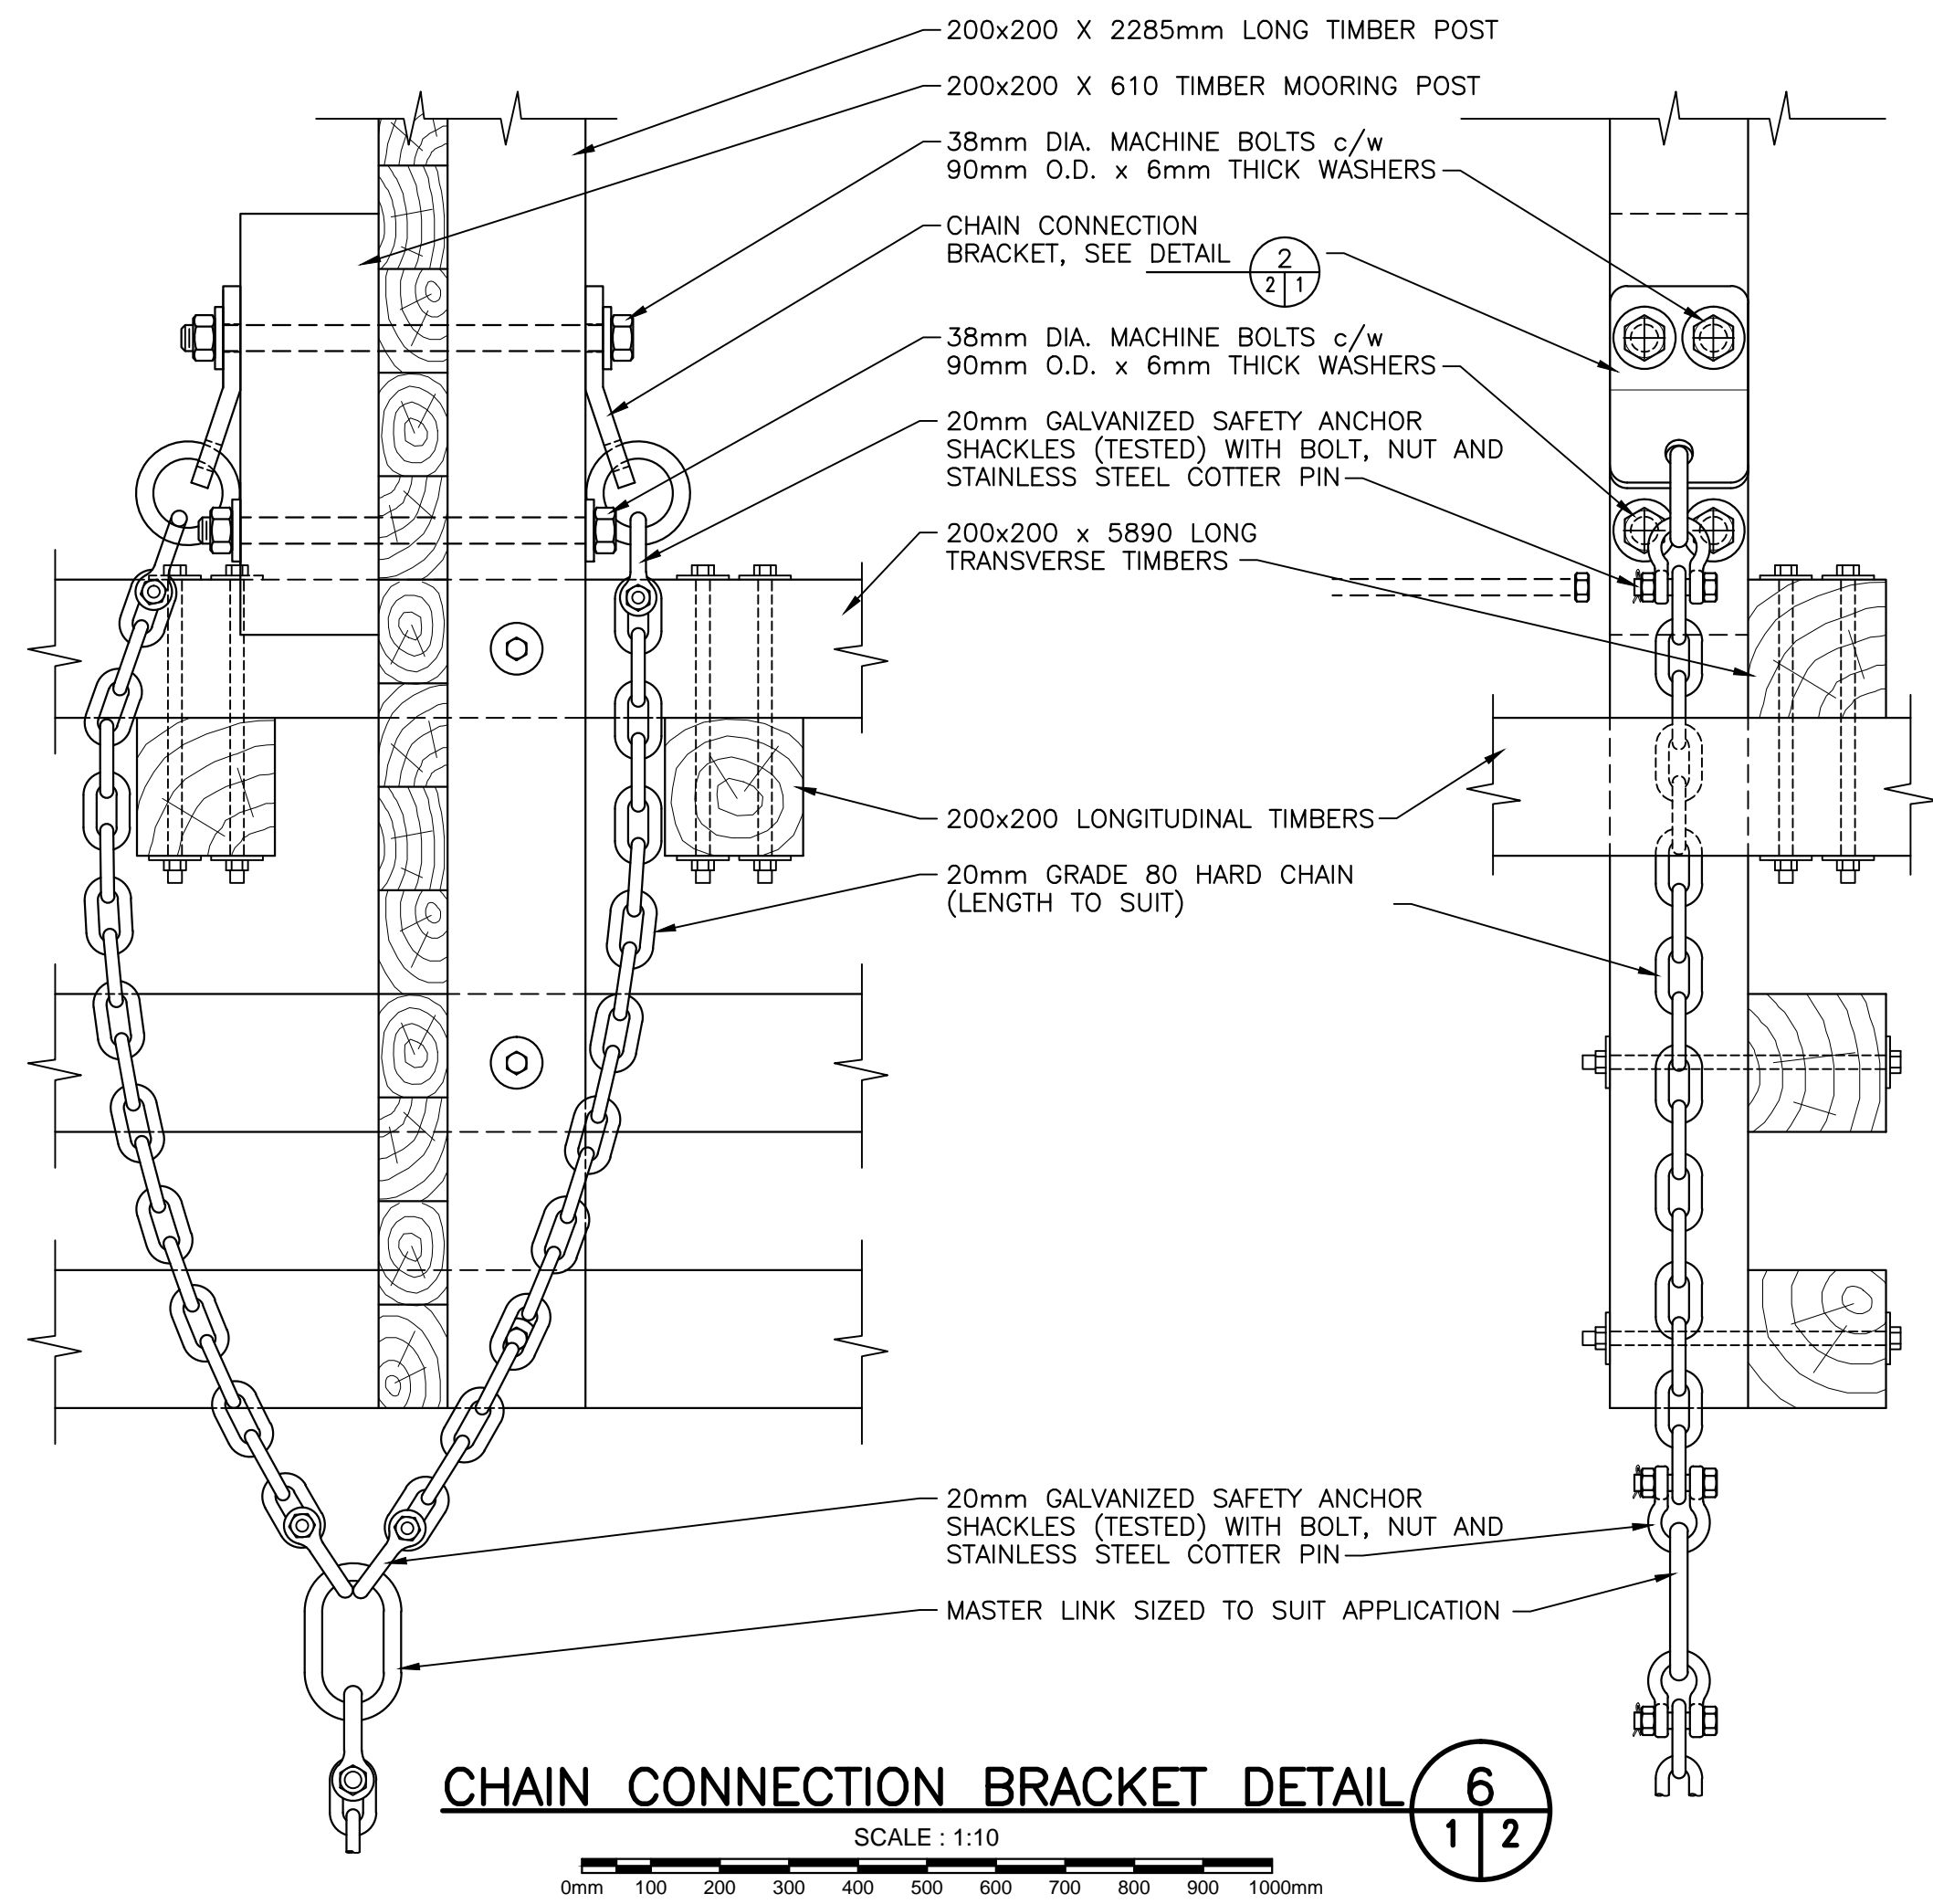 200x200 X 2285mm LONG TIMBER POST
200x200 X 610 TIMBER MOORING POST
38mm DIA. MACHINE BOLTS c/w
90mm O.D. x 6mm THICK WASHERS
CHAIN CONNECTION
BRACKET, SEE DETAIL
2
2 1
38mm DIA. MACHINE BOLTS c/w
90mm O.D. x 6mm THICK WASHERS
20mm GALVANIZED SAFETY ANCHOR
SHACKLES (TESTED) WITH BOLT, NUT AND
STAINLESS STEEL COTTER PIN
200x200 x 5890 LONG
TRANSVERSE TIMBERS
200x200 LONGITUDINAL TIMBERS
20mm GRADE 80 HARD CHAIN
(LENGTH TO SUIT)
20mm GALVANIZED SAFETY ANCHOR
SHACKLES (TESTED) WITH BOLT, NUT AND
STAINLESS STEEL COTTER PIN
MASTER LINK SIZED TO SUIT APPLICATION
CHAIN CONNECTION BRACKET DETAIL
6
1 2
SCALE : 1:10
0mm 100 200 300 400 500 600 700 800 900 1000mm